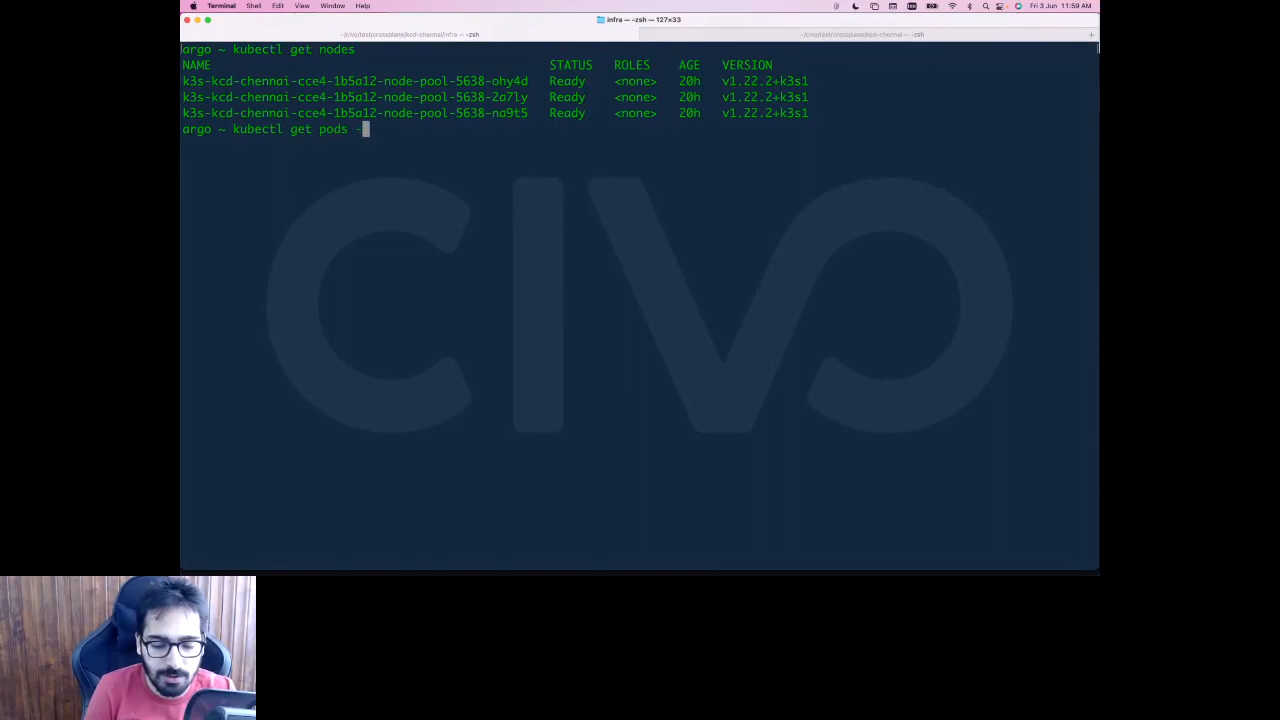 Terminal Shell Edit View Window Help Fri 3 Jun 11:59 AM
infra — -zsh — 127×33
~/civo/test/crossplane/kcd-chennai/infra — -zsh ~/civo/test/crossplane/kcd-chennai — -zsh +
argo ~ kubectl get nodes
NAME STATUS ROLES AGE VERSION
k3s-kcd-chennai-cce4-1b5a12-node-pool-5638-ohy4d Ready <none> 20h v1.22.2+k3s1
k3s-kcd-chennai-cce4-1b5a12-node-pool-5638-2a7ly Ready <none> 20h v1.22.2+k3s1
k3s-kcd-chennai-cce4-1b5a12-node-pool-5638-na9t5 Ready <none> 20h v1.22.2+k3s1
argo ~ kubectl get pods -
CIVO